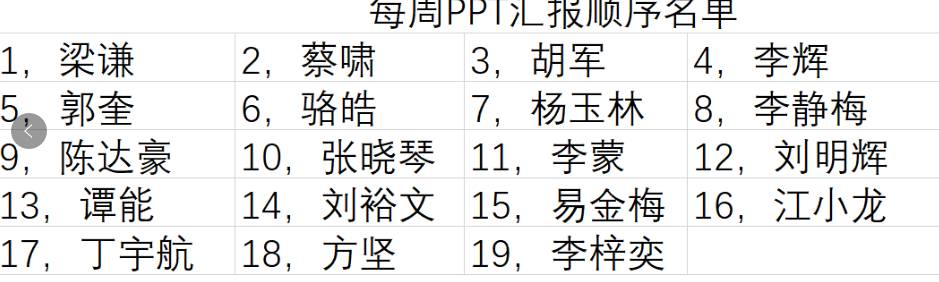 每周PPT汇报顺序名单
1，梁谦 2，蔡啸 3，胡军 4，李辉
5，郭奎 6，骆皓 7，杨玉林 8，李静梅
9，陈达豪 10，张晓琴 11，李蒙 12，刘明辉
13，谭能 14，刘裕文 15，易金梅 16，江小龙
17，丁宇航 18，方坚 19，李梓奕